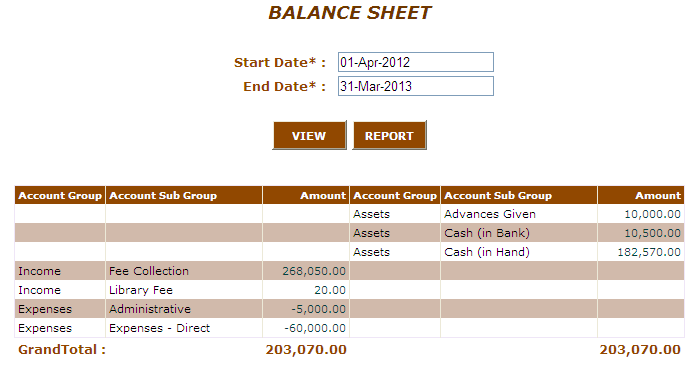 BALANCE SHEET
Start Date* : 01-Apr-2012
End Date* : 31-Mar-2013
VIEW REPORT
Account Group Account Sub Group Amount Account Group Account Sub Group Amount
Assets Advances Given 10,000.00
Assets Cash (in Bank) 10,500.00
Assets Cash (in Hand) 182,570.00
Income Fee Collection 268,050.00
Income Library Fee 20.00
Expenses Administrative -5,000.00
Expenses Expenses - Direct -60,000.00
GrandTotal : 203,070.00 203,070.00